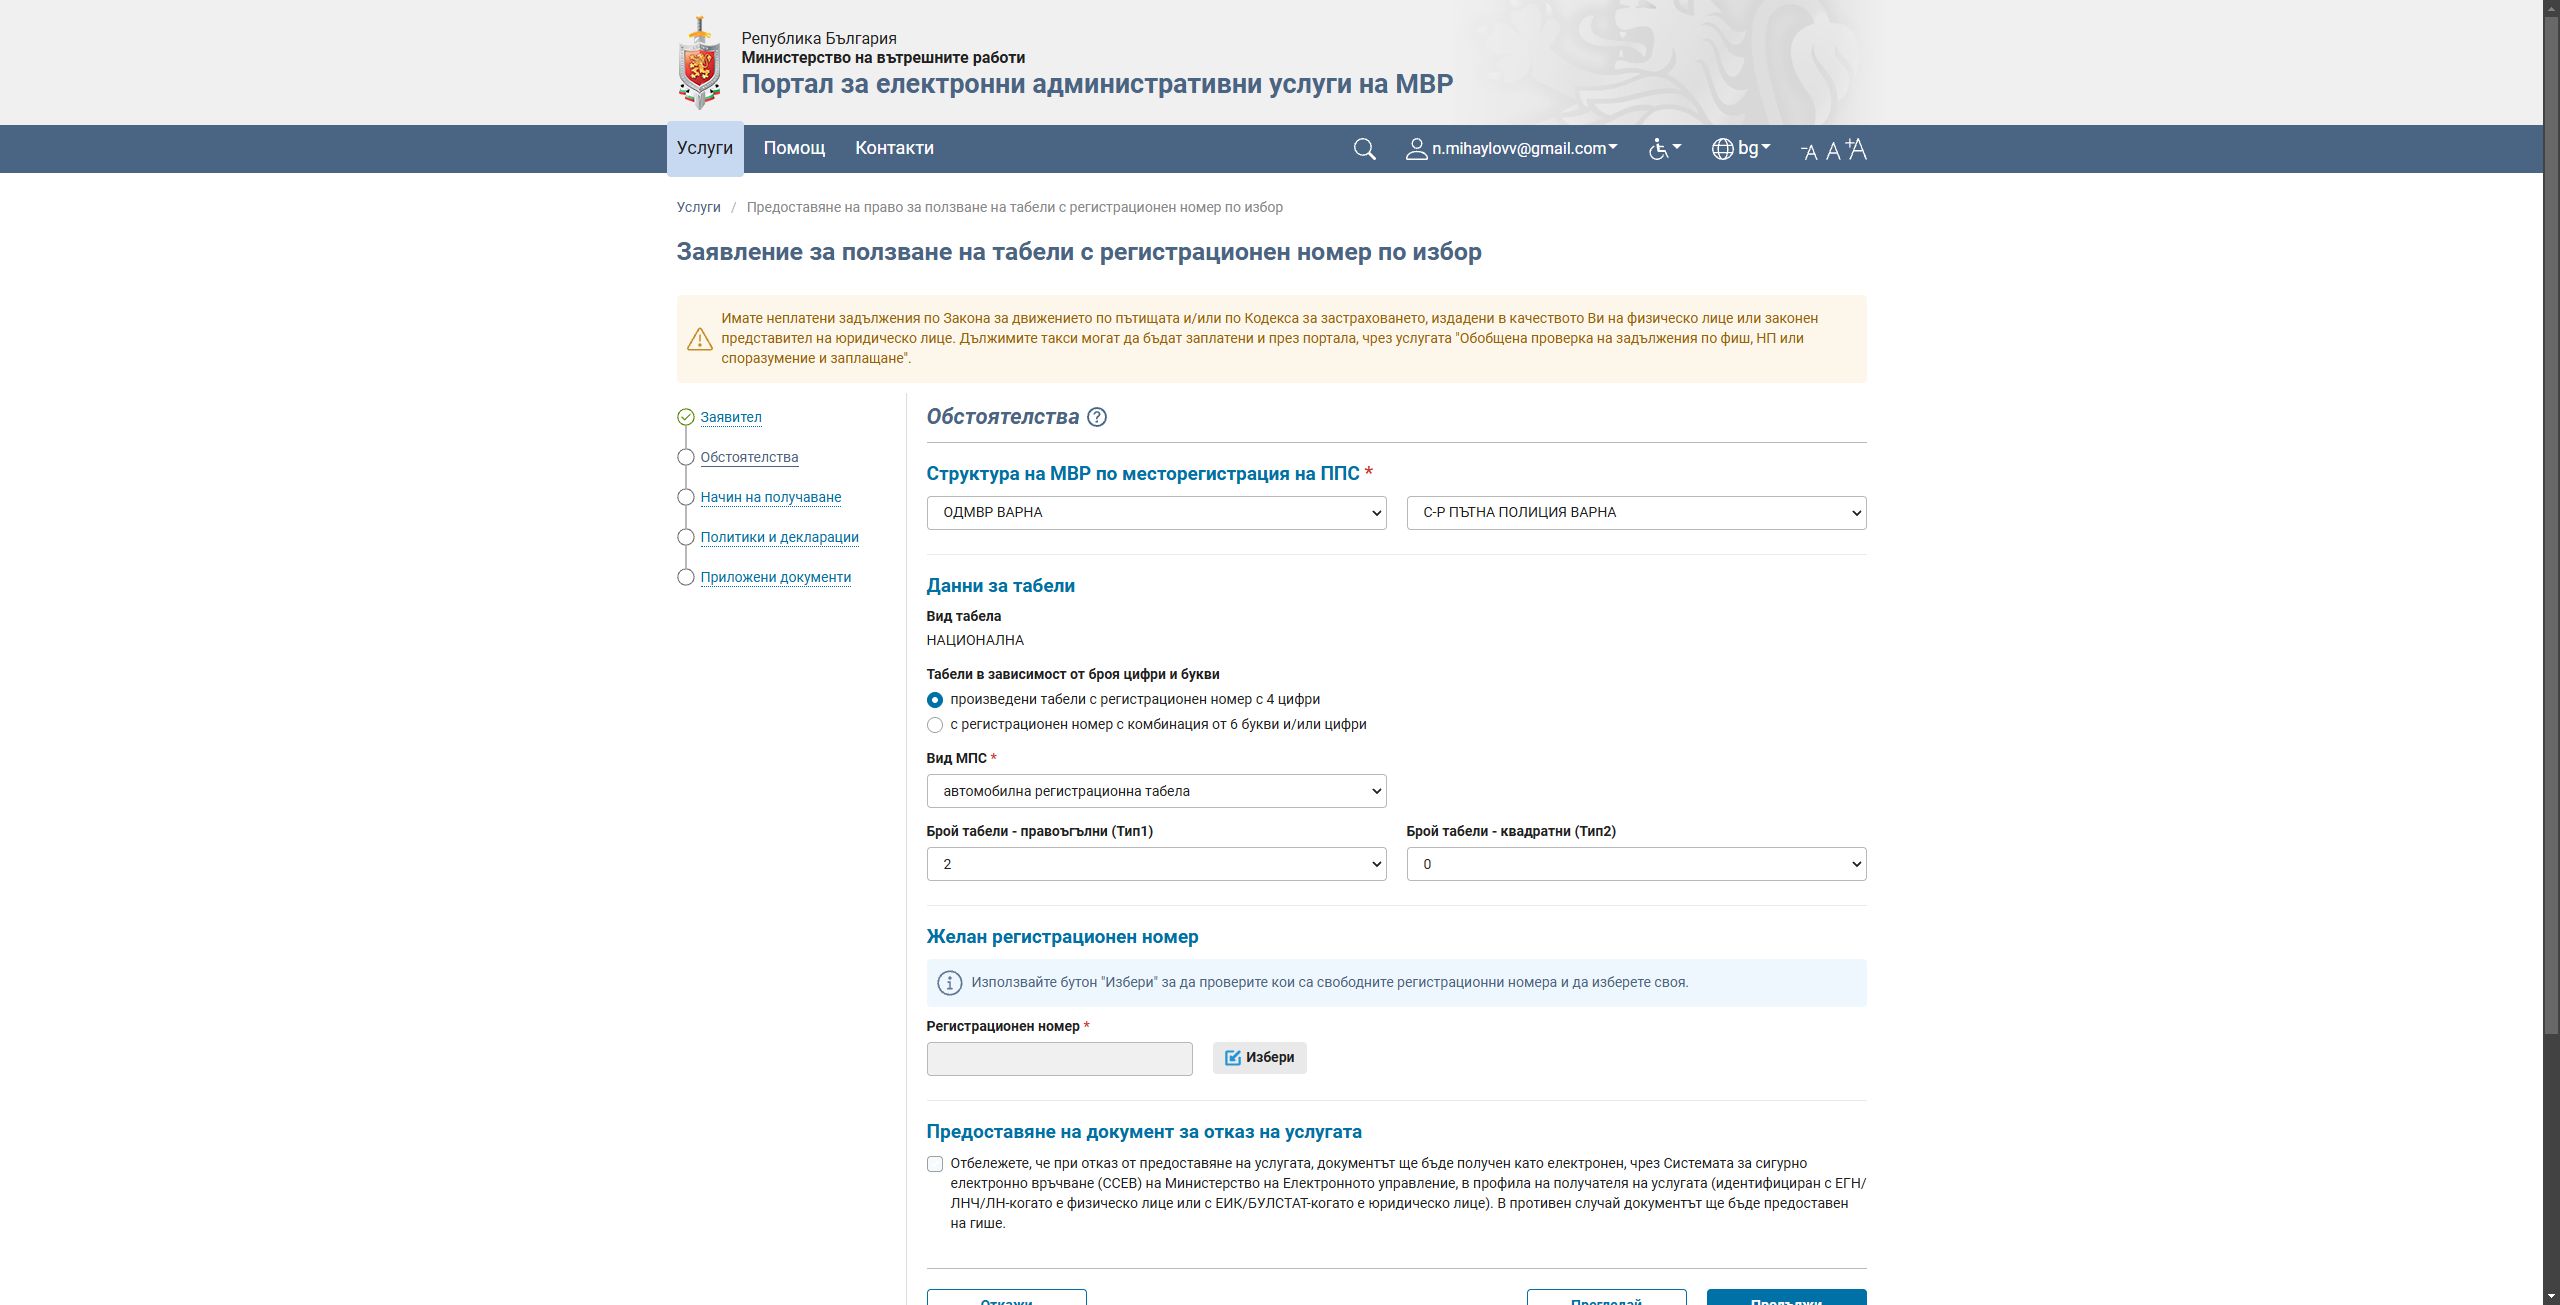 Република България
Министерство на вътрешните работи
Портал за електронни административни услуги на МВР
Услуги
Помощ
Контакти
n.mihaylovv@gmail.com
bg
-A A +A
Услуги / Предоставяне на право за ползване на табели с регистрационен номер по избор
Заявление за ползване на табели с регистрационен номер по избор
Имате неплатени задължения по Закона за движението по пътищата и/или по Кодекса за застраховането, издадени в качеството Ви на физическо лице или законен
представител на юридическо лице. Дължимите такси могат да бъдат заплатени и през портала, чрез услугата "Обобщена проверка на задължения по фиш, НП или
споразумение и заплащане".
Заявител
Обстоятелства
Начин на получаване
Политики и декларации
Приложени документи
Обстоятелства
Структура на МВР по месторегистрация на ППС *
ОДМВР ВАРНА
С-Р ПЪТНА ПОЛИЦИЯ ВАРНА
Данни за табели
Вид табела
НАЦИОНАЛНА
Табели в зависимост от броя цифри и букви
произведени табели с регистрационен номер с 4 цифри
с регистрационен номер с комбинация от 6 букви и/или цифри
Вид МПС *
автомобилна регистрационна табела
Брой табели - правоъгълни (Тип1)
Брой табели - квадратни (Тип2)
2
0
Желан регистрационен номер
Използвайте бутон "Избери" за да проверите кои са свободните регистрационни номера и да изберете своя.
Регистрационен номер *
Избери
Предоставяне на документ за отказ на услугата
Отбележете, че при отказ от предоставяне на услугата, документът ще бъде получен като електронен, чрез Системата за сигурно
електронно връчване (ССЕВ) на Министерство на Електронното управление, в профила на получателя на услугата (идентифициран с ЕГН/
ЛНЧ/ЛН-когато е физическо лице или с ЕИК/БУЛСТАТ-когато е юридическо лице). В противен случай документът ще бъде предоставен
на гише.
Откажи
Прегледай
Продължи